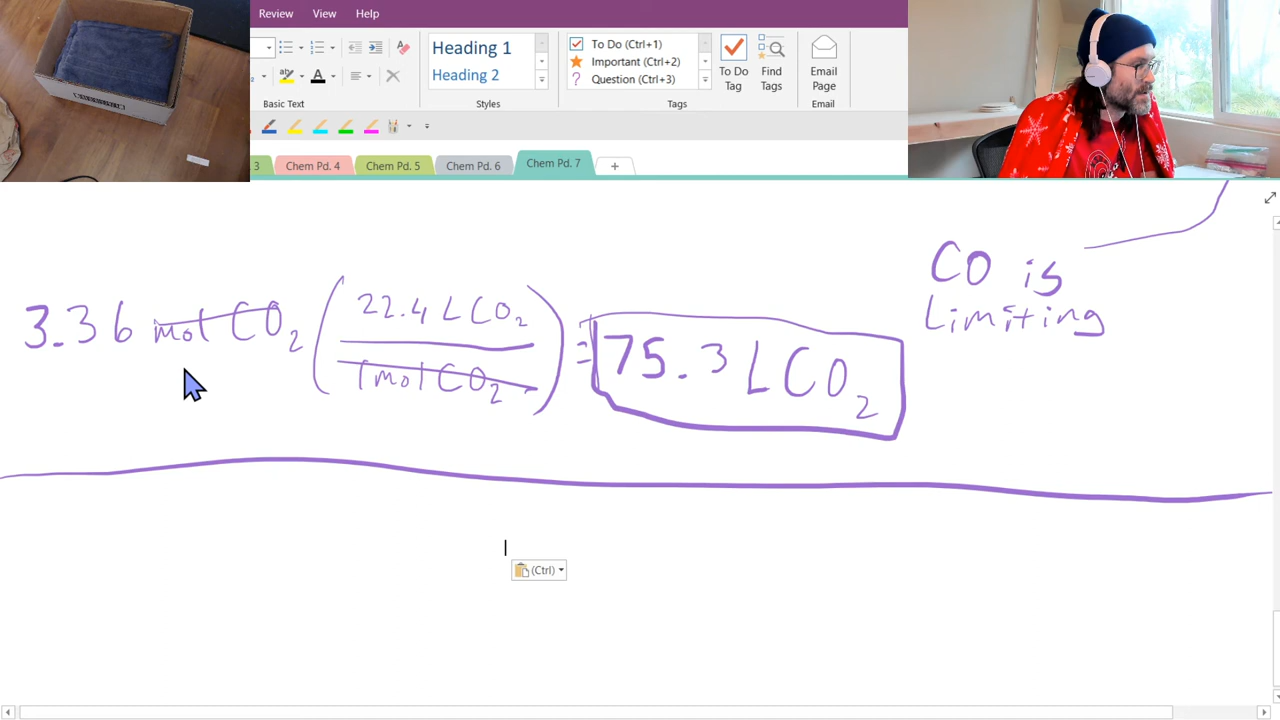 Review View Help
Heading 1
Heading 2
To Do (Ctrl+1)
Important (Ctrl+2)
Question (Ctrl+3)
To Do Tag
Find Tags
Email Page
Basic Text
Styles
Tags
Email
3 Chem Pd. 4 Chem Pd. 5 Chem Pd. 6 Chem Pd. 7 +
CO is
Limiting
3.36 mol CO₂ (22.4 L CO₂ / 1 mol CO₂) = 75.3 L CO₂
(Ctrl)